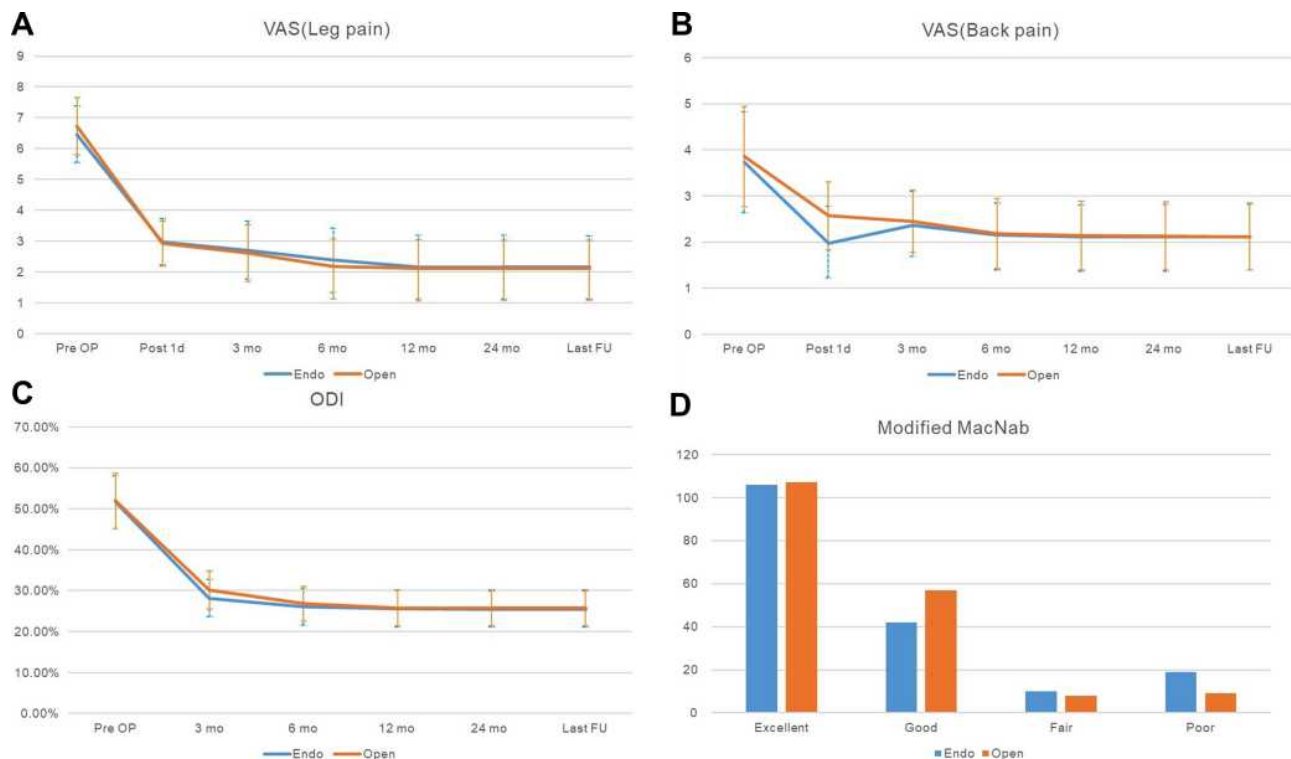 A
VAS(Leg pain)
9
8
7
6
5
4
3
2
1
0
Pre OP Post 1d 3 mo 6 mo 12 mo 24 mo Last FU
Endo Open
B
VAS(Back pain)
6
5
4
3
2
1
0
Pre OP Post 1d 3 mo 6 mo 12 mo 24 mo Last FU
Endo Open
C
ODI
70.00%
60.00%
50.00%
40.00%
30.00%
20.00%
10.00%
0.00%
Pre OP 3 mo 6 mo 12 mo 24 mo Last FU
Endo Open
D
Modified MacNab
120
100
80
60
40
20
0
Excellent Good Fair Poor
Endo Open